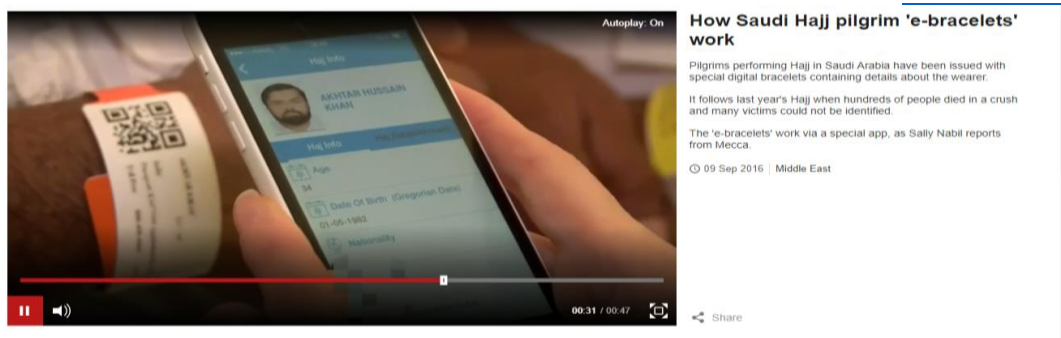 Autoplay: On
Haj Info
AKHTAR HUSSAIN
KHAN
Haj Info
Age
34
Date Of Birth (Gregorian Date)
01-05-1982
Nationality
00:31 / 00:47
How Saudi Hajj pilgrim 'e-bracelets'
work
Pilgrims performing Hajj in Saudi Arabia have been issued with
special digital bracelets containing details about the wearer.
It follows last year's Hajj when hundreds of people died in a crush
and many victims could not be identified.
The 'e-bracelets' work via a special app, as Sally Nabil reports
from Mecca.
09 Sep 2016 | Middle East
Share